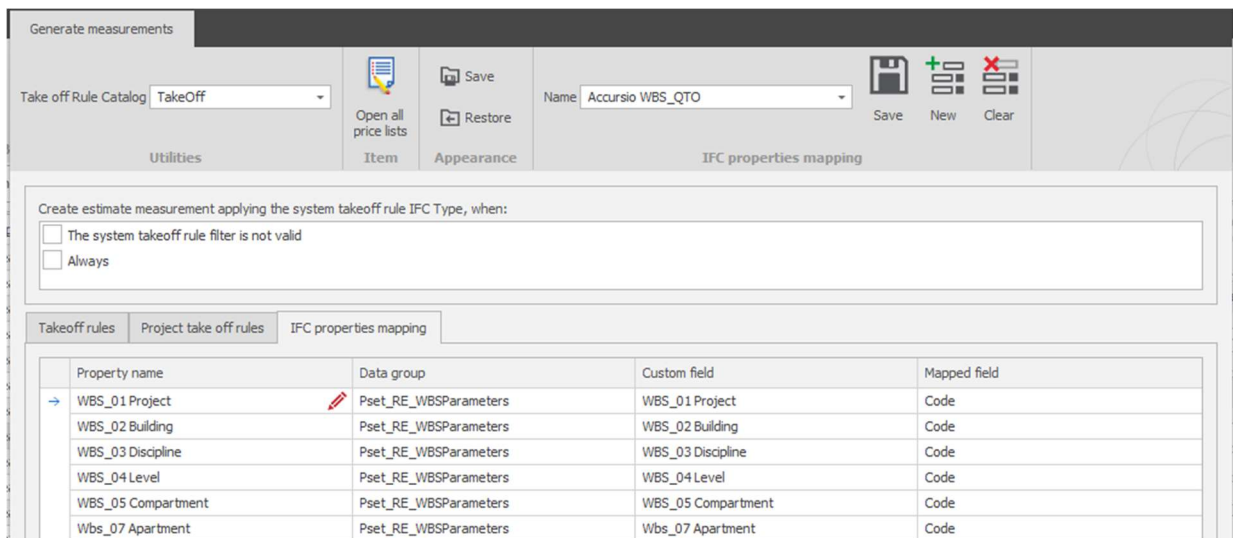 Generate measurements
Take off Rule Catalog TakeOff
Open all
price lists
Save
Restore
Name Accursio WBS_QTO
Save New Clear
Utilities Item Appearance IFC properties mapping
Create estimate measurement applying the system takeoff rule IFC Type, when:
The system takeoff rule filter is not valid
Always
Takeoff rules Project take off rules IFC properties mapping
Property name Data group Custom field Mapped field
WBS_01 Project Pset_RE_WBSParameters WBS_01 Project Code
WBS_02 Building Pset_RE_WBSParameters WBS_02 Building Code
WBS_03 Discipline Pset_RE_WBSParameters WBS_03 Discipline Code
WBS_04 Level Pset_RE_WBSParameters WBS_04 Level Code
WBS_05 Compartment Pset_RE_WBSParameters WBS_05 Compartment Code
Wbs_07 Apartment Pset_RE_WBSParameters Wbs_07 Apartment Code